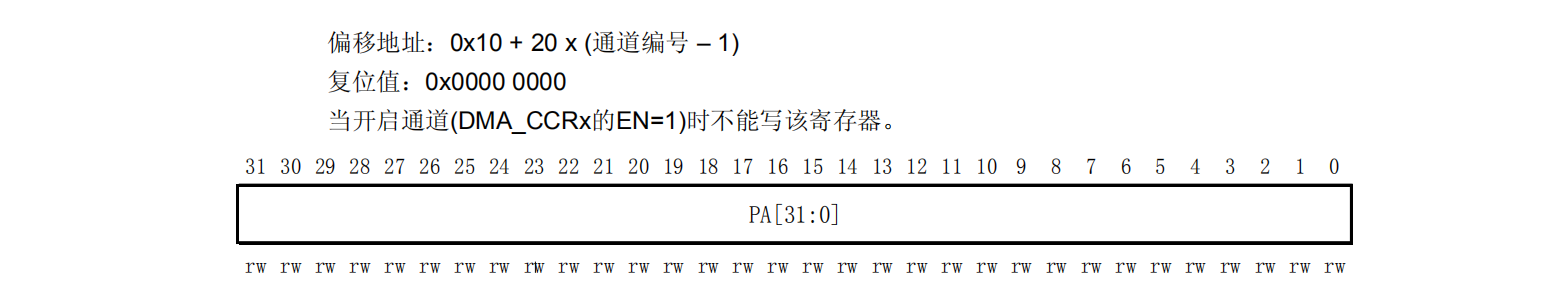 偏移地址：0x10 + 20 x (通道编号 – 1)
复位值：0x0000 0000
当开启通道(DMA_CCRx的EN=1)时不能写该寄存器。
31 30 29 28 27 26 25 24 23 22 21 20 19 18 17 16 15 14 13 12 11 10 9 8 7 6 5 4 3 2 1 0
PA[31:0]
rw rw rw rw rw rw rw rw rw rw rw rw rw rw rw rw rw rw rw rw rw rw rw rw rw rw rw rw rw rw rw rw